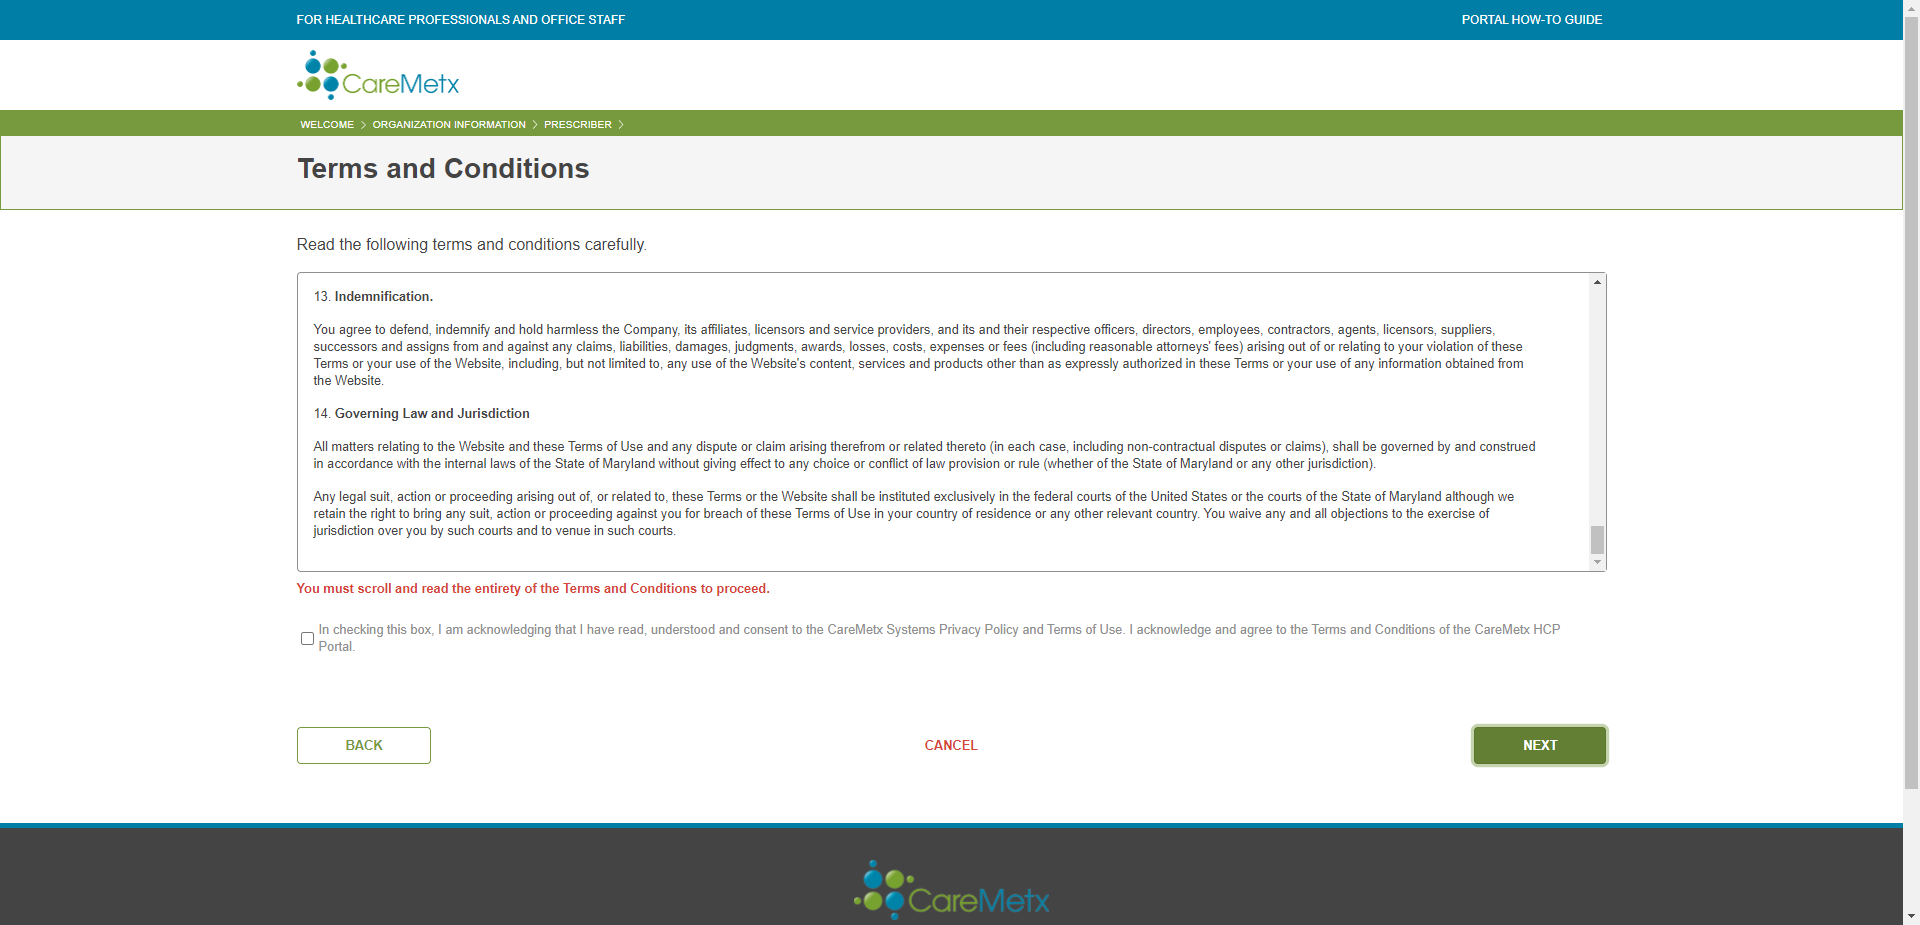 FOR HEALTHCARE PROFESSIONALS AND OFFICE STAFF
PORTAL HOW-TO GUIDE
CareMetx
WELCOME > ORGANIZATION INFORMATION > PRESCRIBER >
Terms and Conditions
Read the following terms and conditions carefully.
13. Indemnification.
You agree to defend, indemnify and hold harmless the Company, its affiliates, licensors and service providers, and its and their respective officers, directors, employees, contractors, agents, licensors, suppliers,
successors and assigns from and against any claims, liabilities, damages, judgments, awards, losses, costs, expenses or fees (including reasonable attorneys' fees) arising out of or relating to your violation of these
Terms or your use of the Website, including, but not limited to, any use of the Website's content, services and products other than as expressly authorized in these Terms or your use of any information obtained from
the Website.
14. Governing Law and Jurisdiction
All matters relating to the Website and these Terms of Use and any dispute or claim arising therefrom or related thereto (in each case, including non-contractual disputes or claims), shall be governed by and construed
in accordance with the internal laws of the State of Maryland without giving effect to any choice or conflict of law provision or rule (whether of the State of Maryland or any other jurisdiction).
Any legal suit, action or proceeding arising out of, or related to, these Terms or the Website shall be instituted exclusively in the federal courts of the United States or the courts of the State of Maryland although we
retain the right to bring any suit, action or proceeding against you for breach of these Terms of Use in your country of residence or any other relevant country. You waive any and all objections to the exercise of
jurisdiction over you by such courts and to venue in such courts.
You must scroll and read the entirety of the Terms and Conditions to proceed.
In checking this box, I am acknowledging that I have read, understood and consent to the CareMetx Systems Privacy Policy and Terms of Use. I acknowledge and agree to the Terms and Conditions of the CareMetx HCP
Portal.
BACK
CANCEL
NEXT
CareMetx